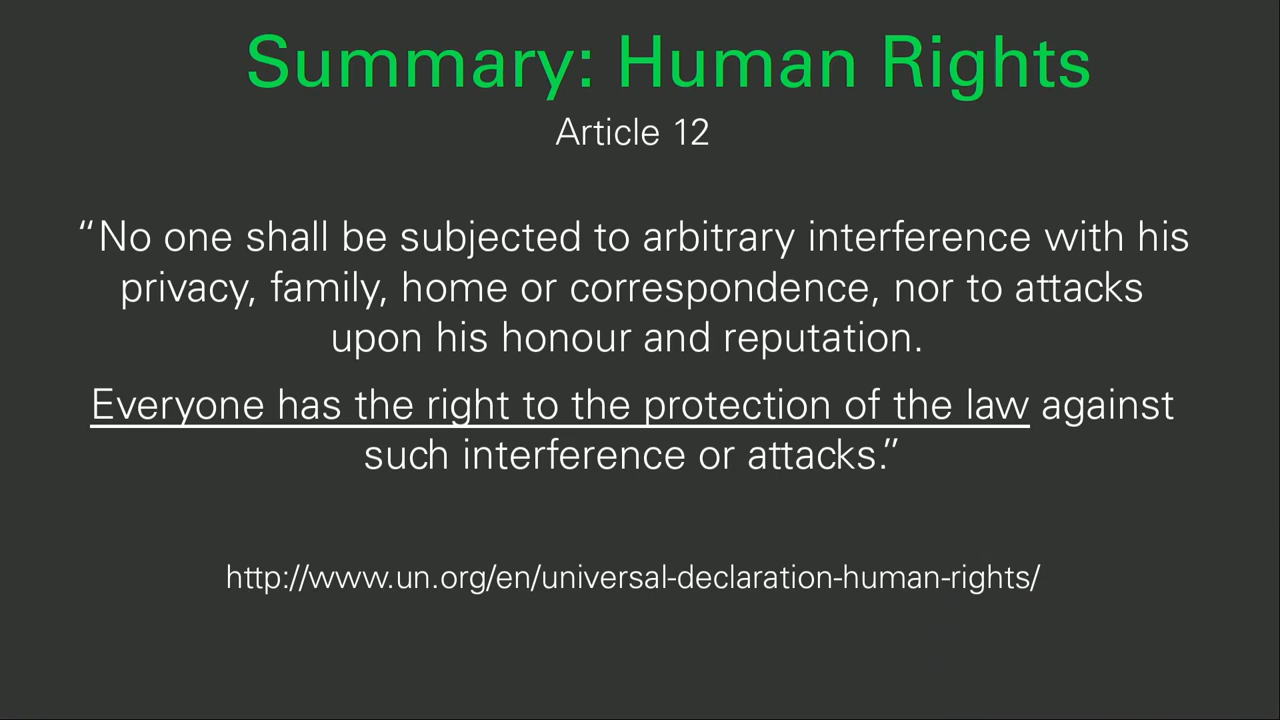 Summary: Human Rights
Article 12
“No one shall be subjected to arbitrary interference with his
privacy, family, home or correspondence, nor to attacks
upon his honour and reputation.
Everyone has the right to the protection of the law against
such interference or attacks.”
http://www.un.org/en/universal-declaration-human-rights/